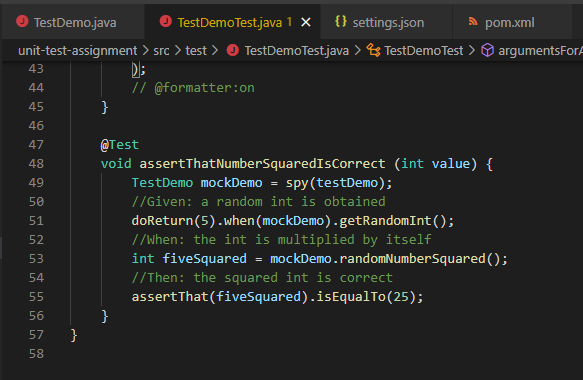 TestDemo.java TestDemoTest.java 1 settings.json pom.xml
unit-test-assignment > src > test > TestDemoTest.java > TestDemoTest > argumentsForA
43 );
44 // @formatter:on
45 }
46
47 @Test
48 void assertThatNumberSquaredIsCorrect (int value) {
49 TestDemo mockDemo = spy(testDemo);
50 //Given: a random int is obtained
51 doReturn(5).when(mockDemo).getRandomInt();
52 //When: the int is multiplied by itself
53 int fiveSquared = mockDemo.randomNumberSquared();
54 //Then: the squared int is correct
55 assertThat(fiveSquared).isEqualTo(25);
56 }
57 }
58